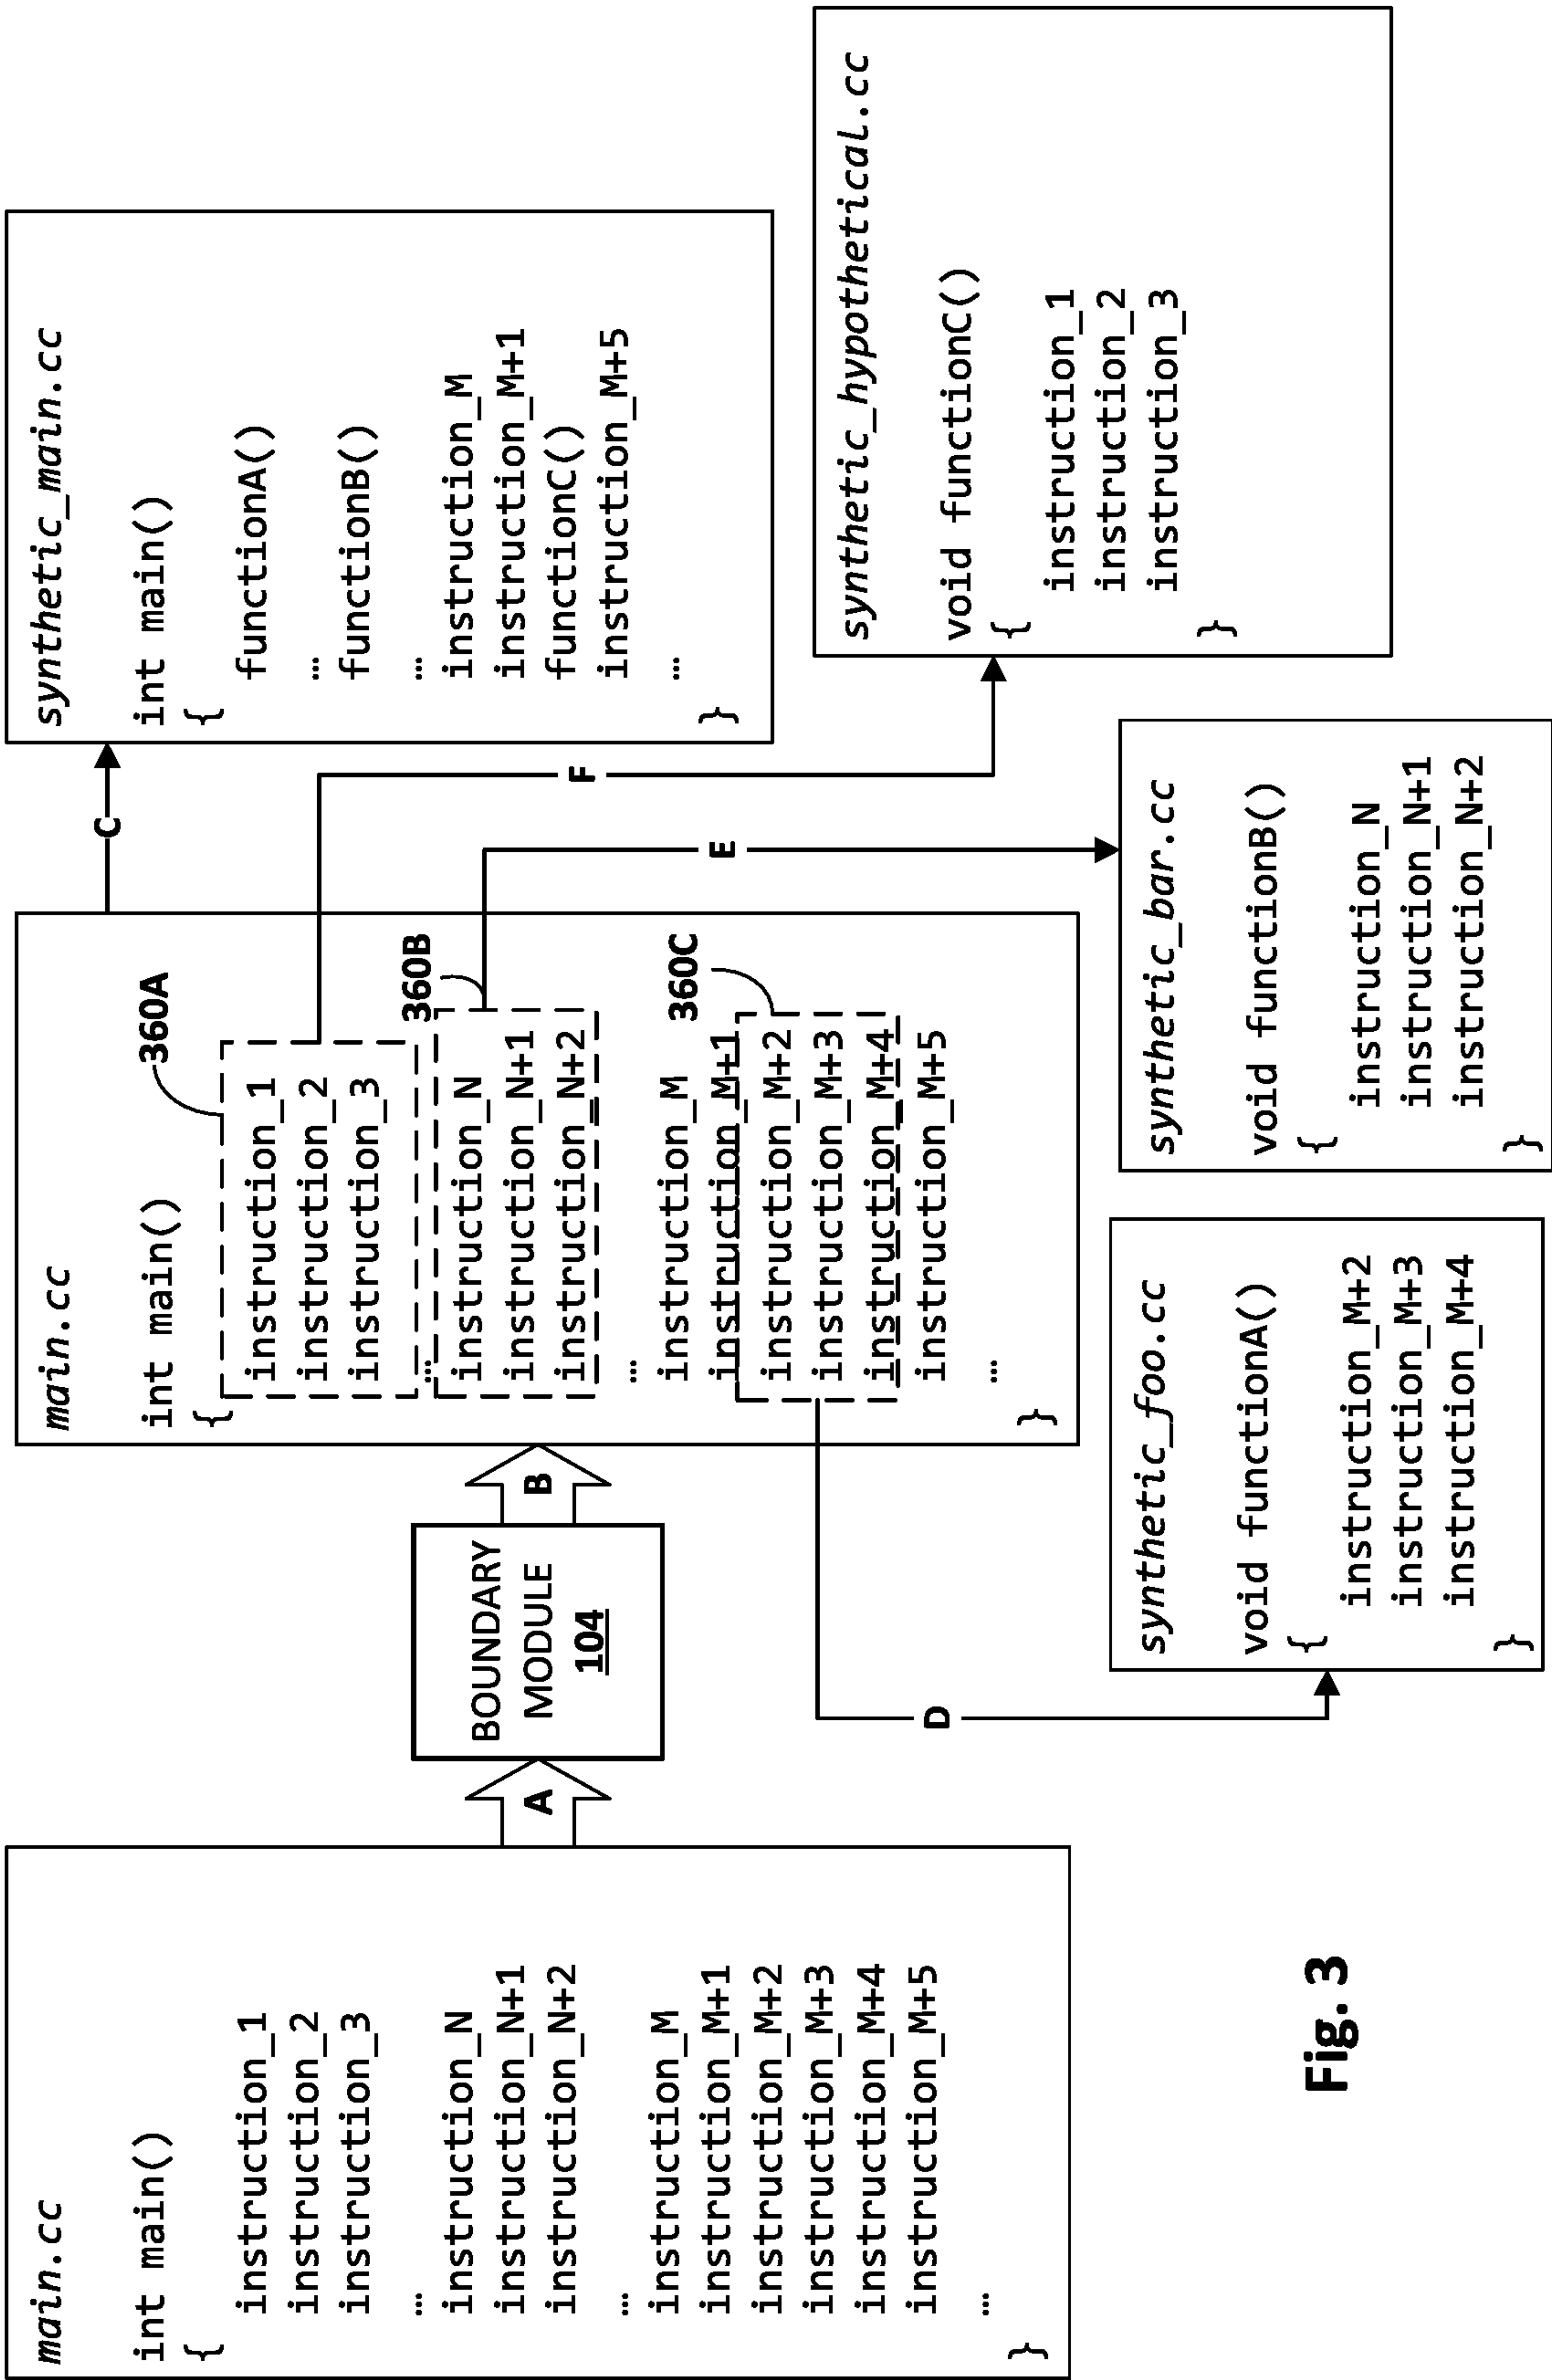 main.cc
int main()
{
instruction_1
instruction_2
instruction_3
...
instruction_N
instruction_N+1
instruction_N+2
...
instruction_M
instruction_M+1
instruction_M+2
instruction_M+3
instruction_M+4
instruction_M+5
...
}
A
BOUNDARY
MODULE
104
B
main.cc
int main()
{
360A
instruction_1
instruction_2
instruction_3
...
360B
instruction_N
instruction_N+1
instruction_N+2
...
360C
instruction_M
instruction_M+1
instruction_M+2
instruction_M+3
instruction_M+4
instruction_M+5
...
}
C
F
E
D
synthetic_main.cc
int main()
{
functionA()
...
functionB()
...
instruction_M
instruction_M+1
functionC()
instruction_M+5
...
}
synthetic_foo.cc
void functionA()
{
instruction_M+2
instruction_M+3
instruction_M+4
}
synthetic_bar.cc
void functionB()
{
instruction_N
instruction_N+1
instruction_N+2
}
synthetic_hypothetical.cc
void functionC()
{
instruction_1
instruction_2
instruction_3
}
Fig. 3